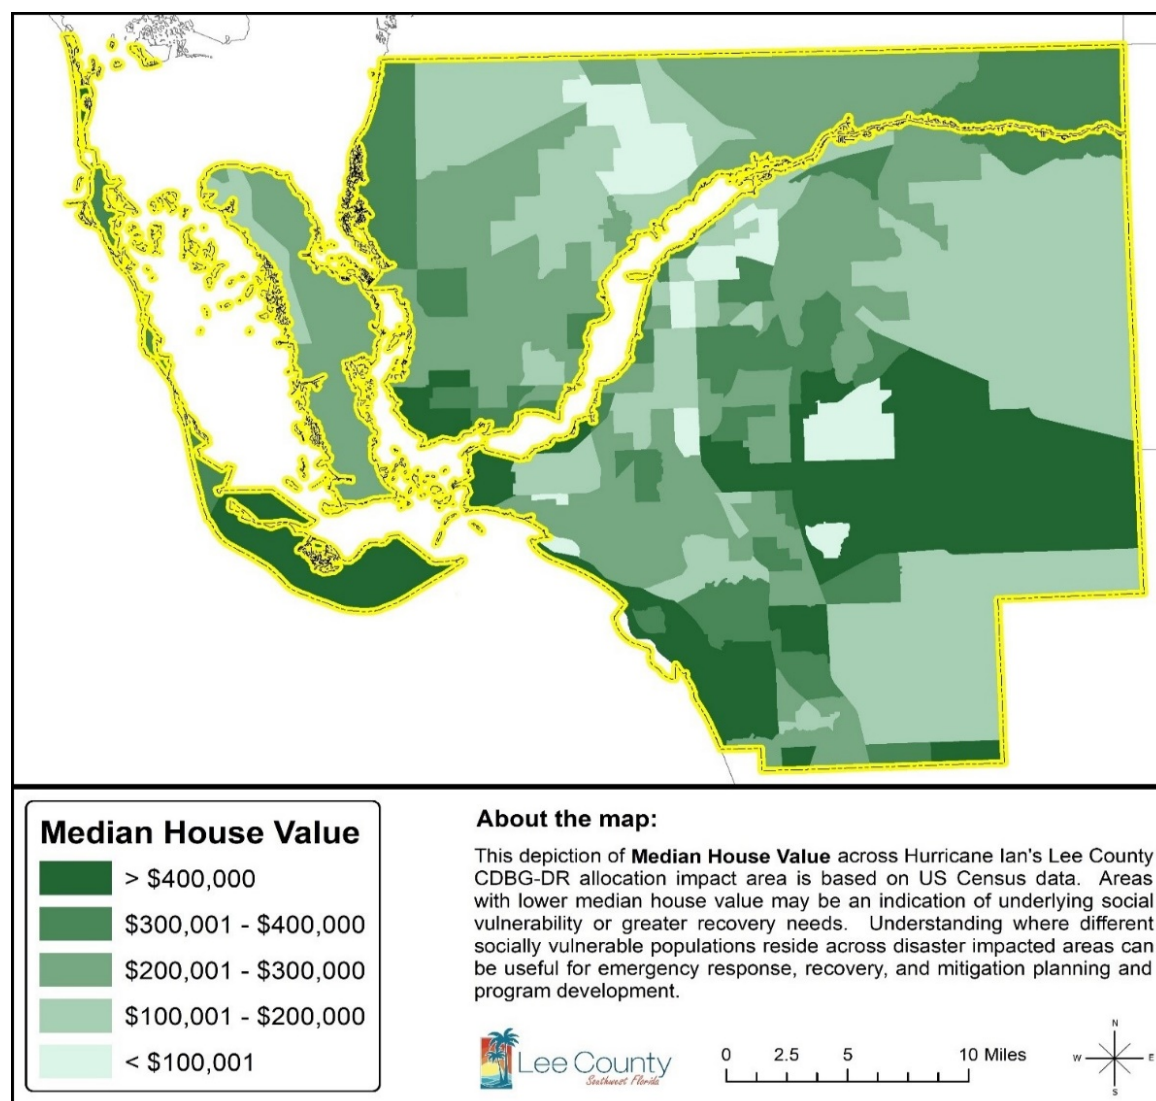 Median House Value
> $400,000
$300,001 - $400,000
$200,001 - $300,000
$100,001 - $200,000
< $100,001
About the map:
This depiction of Median House Value across Hurricane Ian's Lee County
CDBG-DR allocation impact area is based on US Census data. Areas
with lower median house value may be an indication of underlying social
vulnerability or greater recovery needs. Understanding where different
socially vulnerable populations reside across disaster impacted areas can
be useful for emergency response, recovery, and mitigation planning and
program development.
Lee County
Southwest Florida
0 2.5 5 10 Miles
N
W E
S